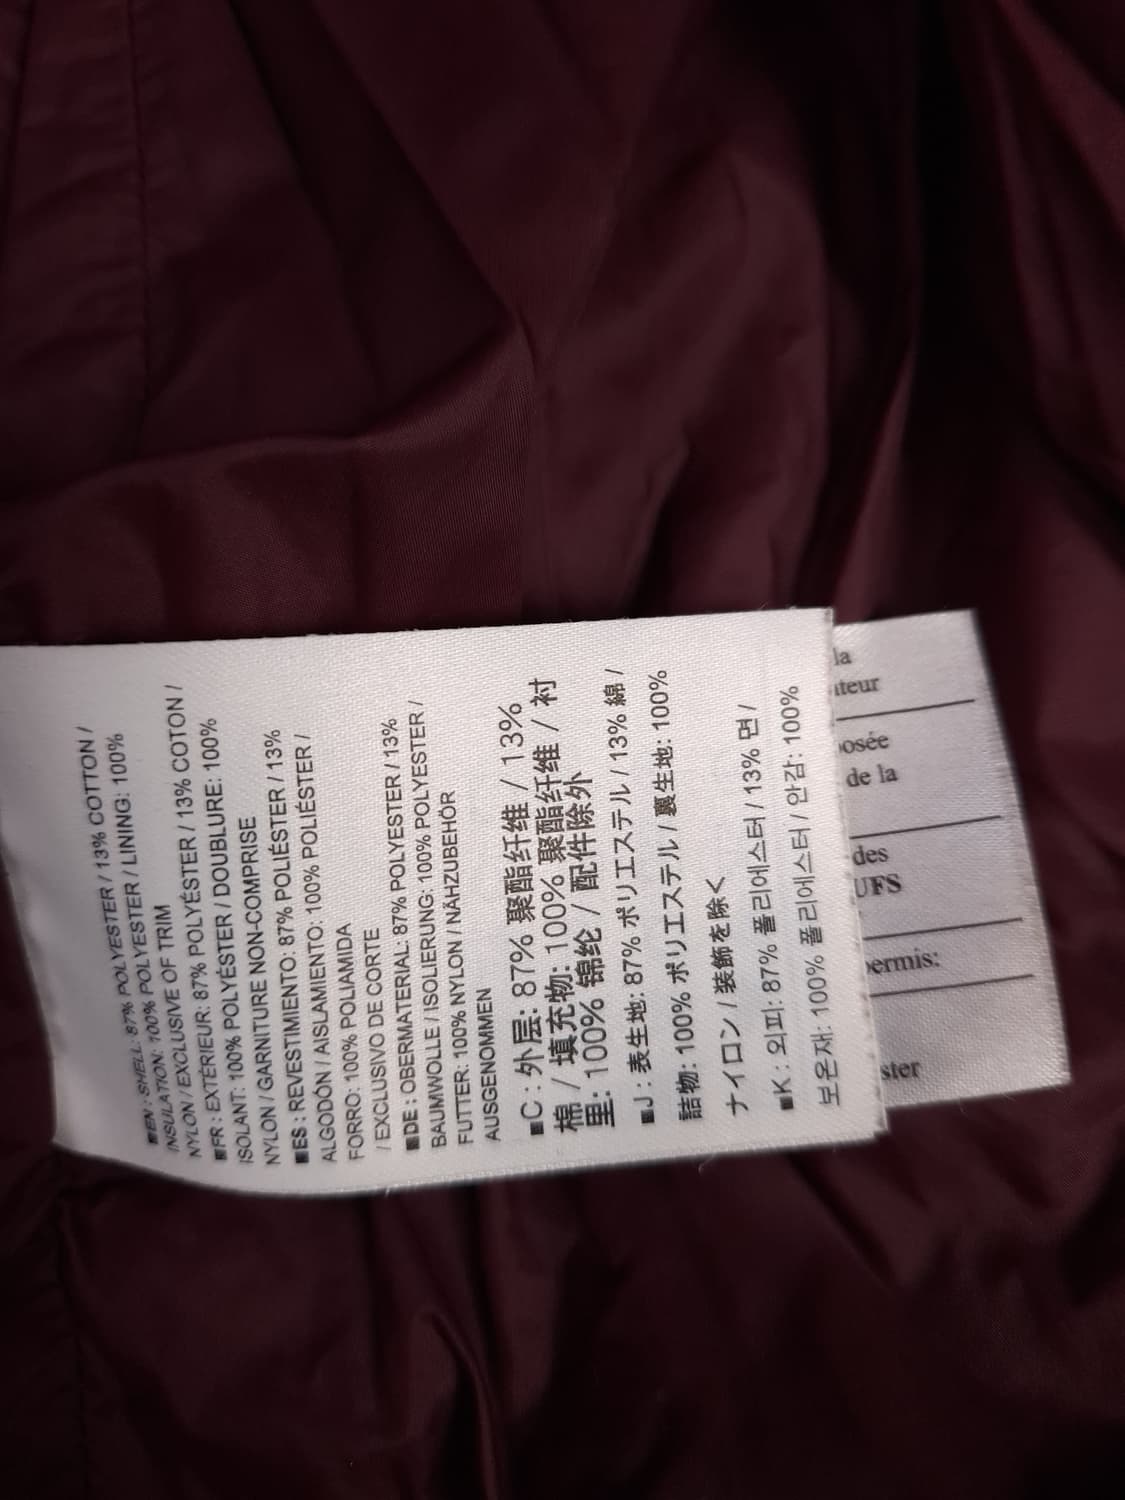 ■EN : SHELL: 87% POLYESTER / 13% COTTON /
INSULATION: 100% POLYESTER / LINING: 100%
NYLON / EXCLUSIVE OF TRIM
■FR : EXTÉRIEUR: 87% POLYÉSTER / 13% COTON /
ISOLANT: 100% POLYÉSTER / DOUBLURE: 100%
NYLON / GARNITURE NON-COMPRISE
■ES : REVESTIMIENTO: 87% POLIÉSTER / 13%
ALGODÓN / AISLAMIENTO: 100% POLIÉSTER /
FORRO: 100% POLIAMIDA
/ EXCLUSIVO DE CORTE
■DE : OBERMATERIAL: 87% POLYESTER / 13%
BAUMWOLLE / ISOLIERUNG: 100% POLYESTER /
FUTTER: 100% NYLON / NÄHZUBEHÖR
AUSGENOMMEN
■C : 外层: 87% 聚酯纤维 / 13%
棉 / 填充物: 100% 聚酯纤维 / 衬
里: 100% 锦纶 / 配件除外
■J : 表生地: 87% ポリエステル / 13% 綿 /
詰物: 100% ポリエステル / 裏生地: 100%
ナイロン / 装飾を除く
■K : 외피: 87% 폴리에스터 / 13% 면 /
보온재: 100% 폴리에스터 / 안감: 100%
la
ateur
posée
de la
des
UFS
permis:
ster